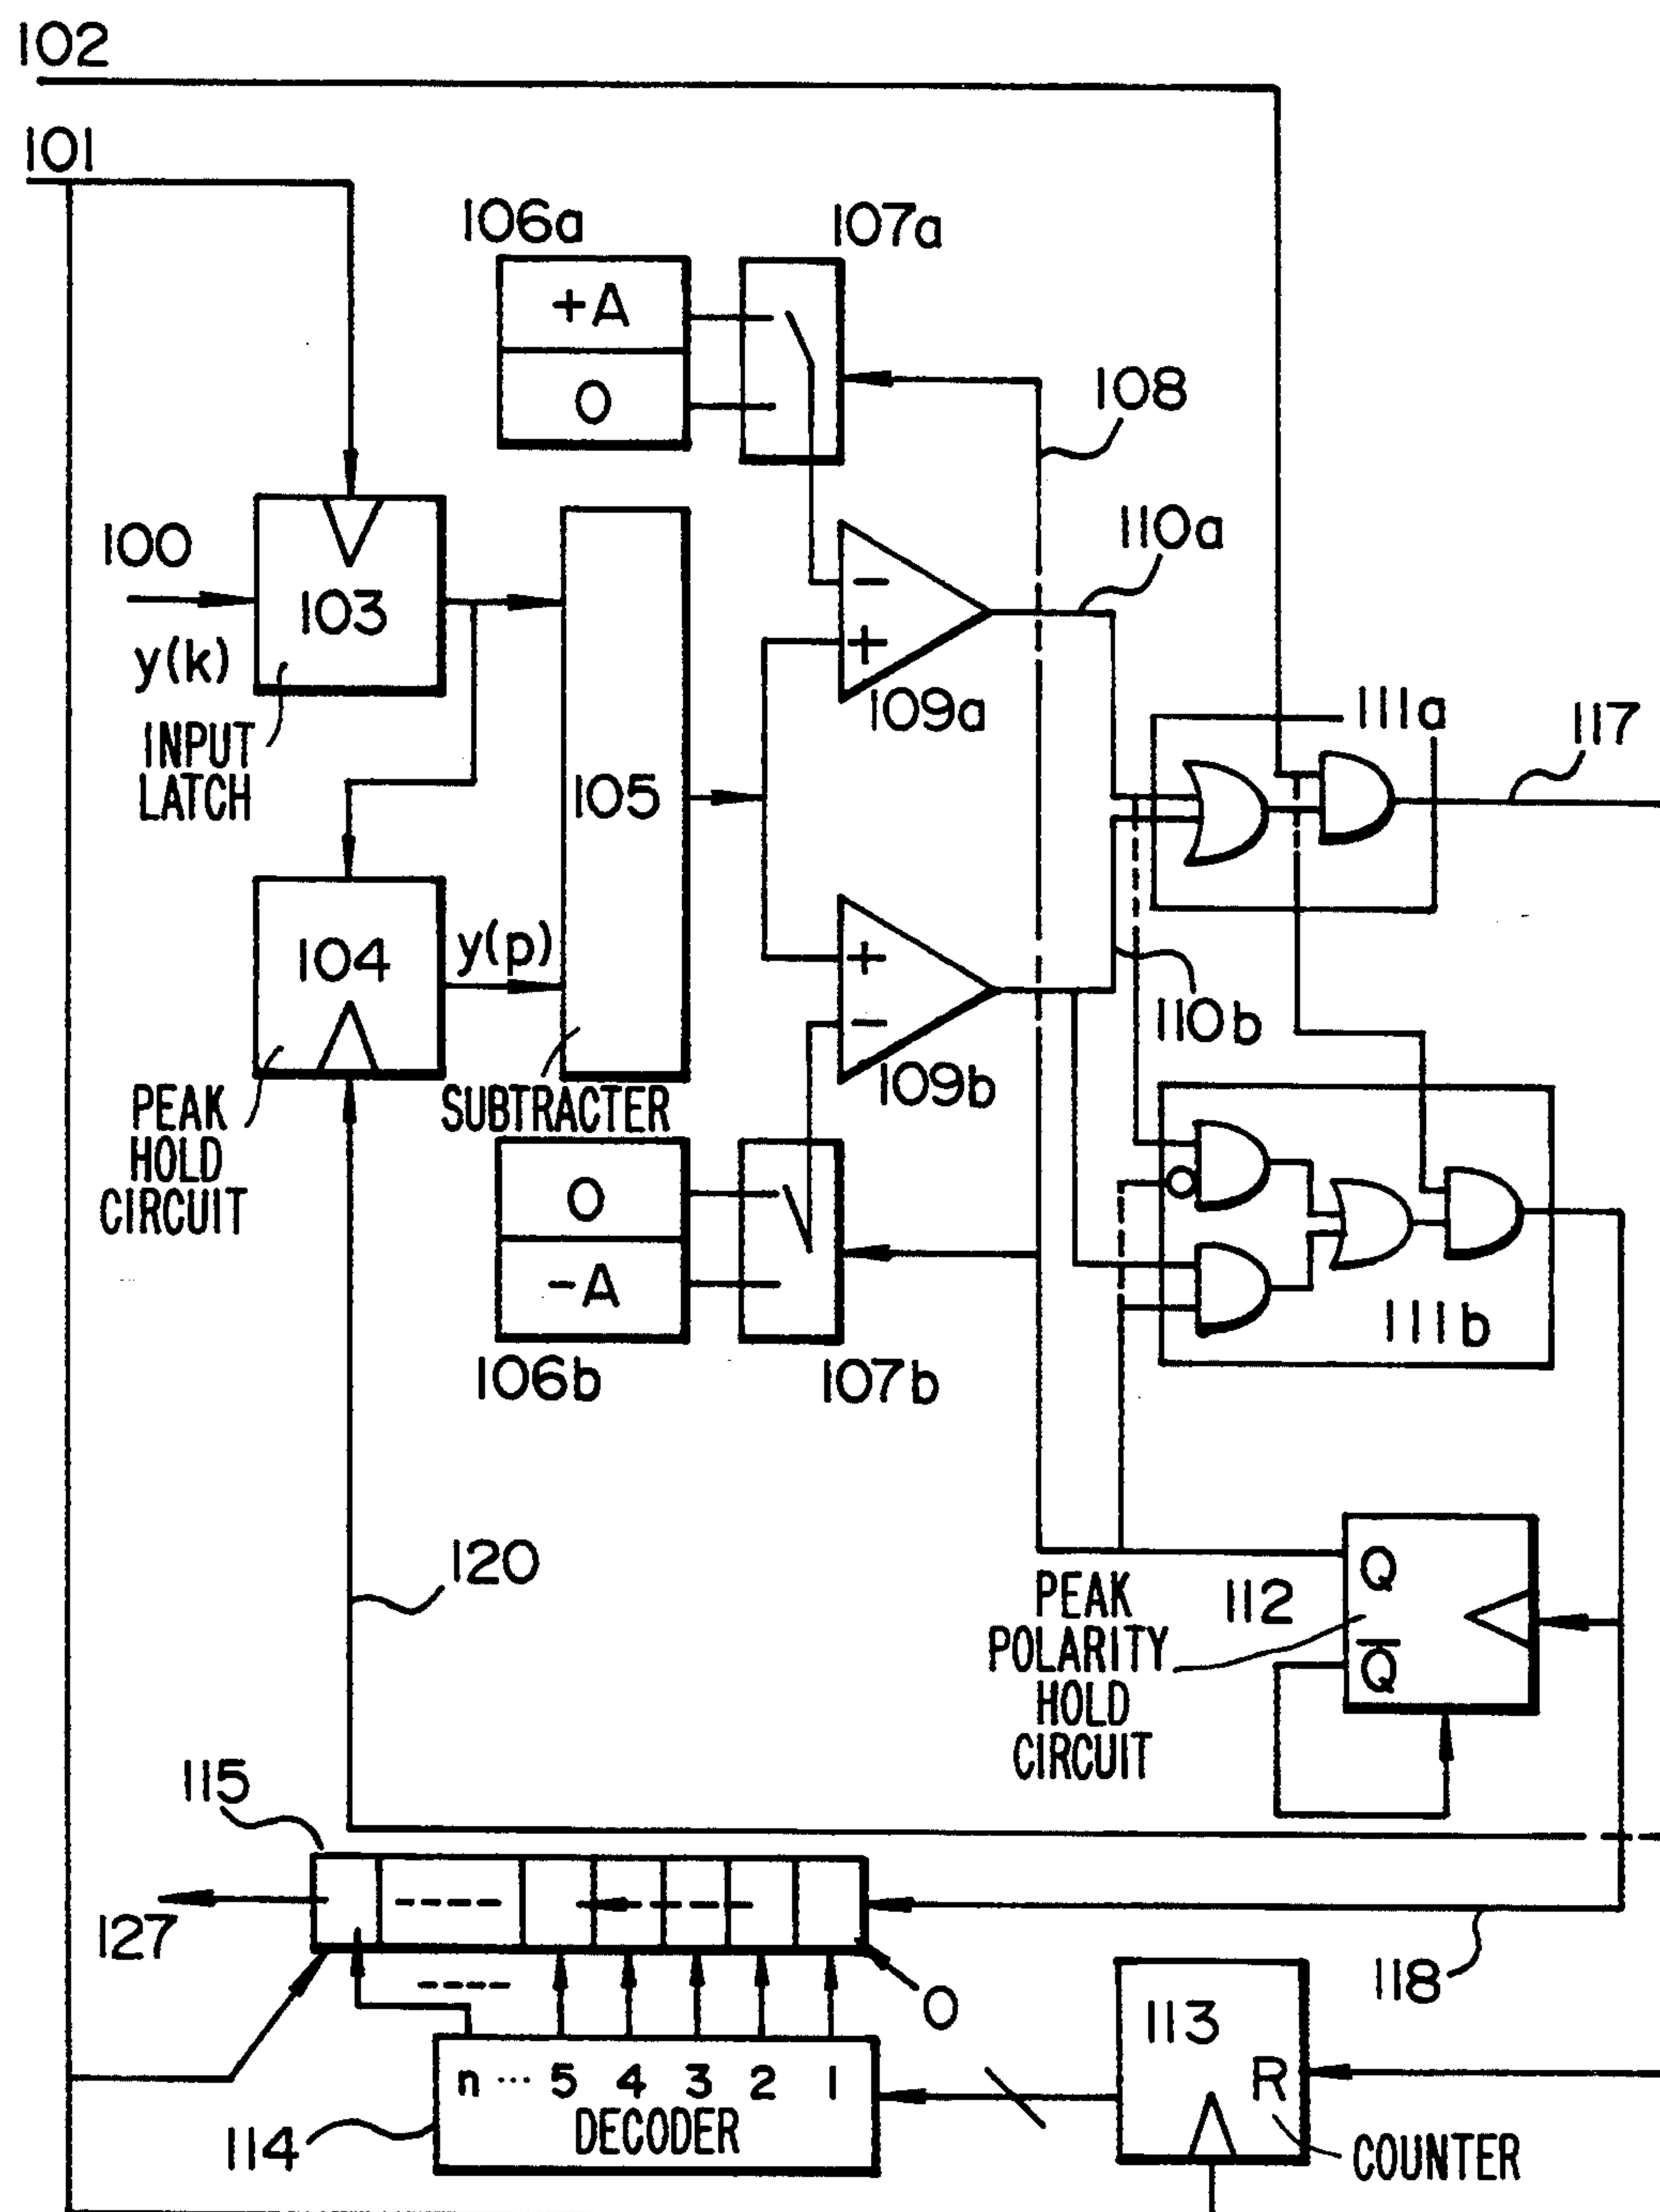 102
101
106a
107a
+A
0
108
100
103
y(k)
INPUT
LATCH
110a
−
+
109a
111a
117
105
104
y(p)
+
−
110b
109b
PEAK
HOLD
CIRCUIT
SUBTRACTER
0
-A
106b
107b
111b
120
PEAK
POLARITY
HOLD
CIRCUIT
112
Q
Q̅
115
127
0
118
113
R
n ··· 5 4 3 2 1
DECODER
114
COUNTER